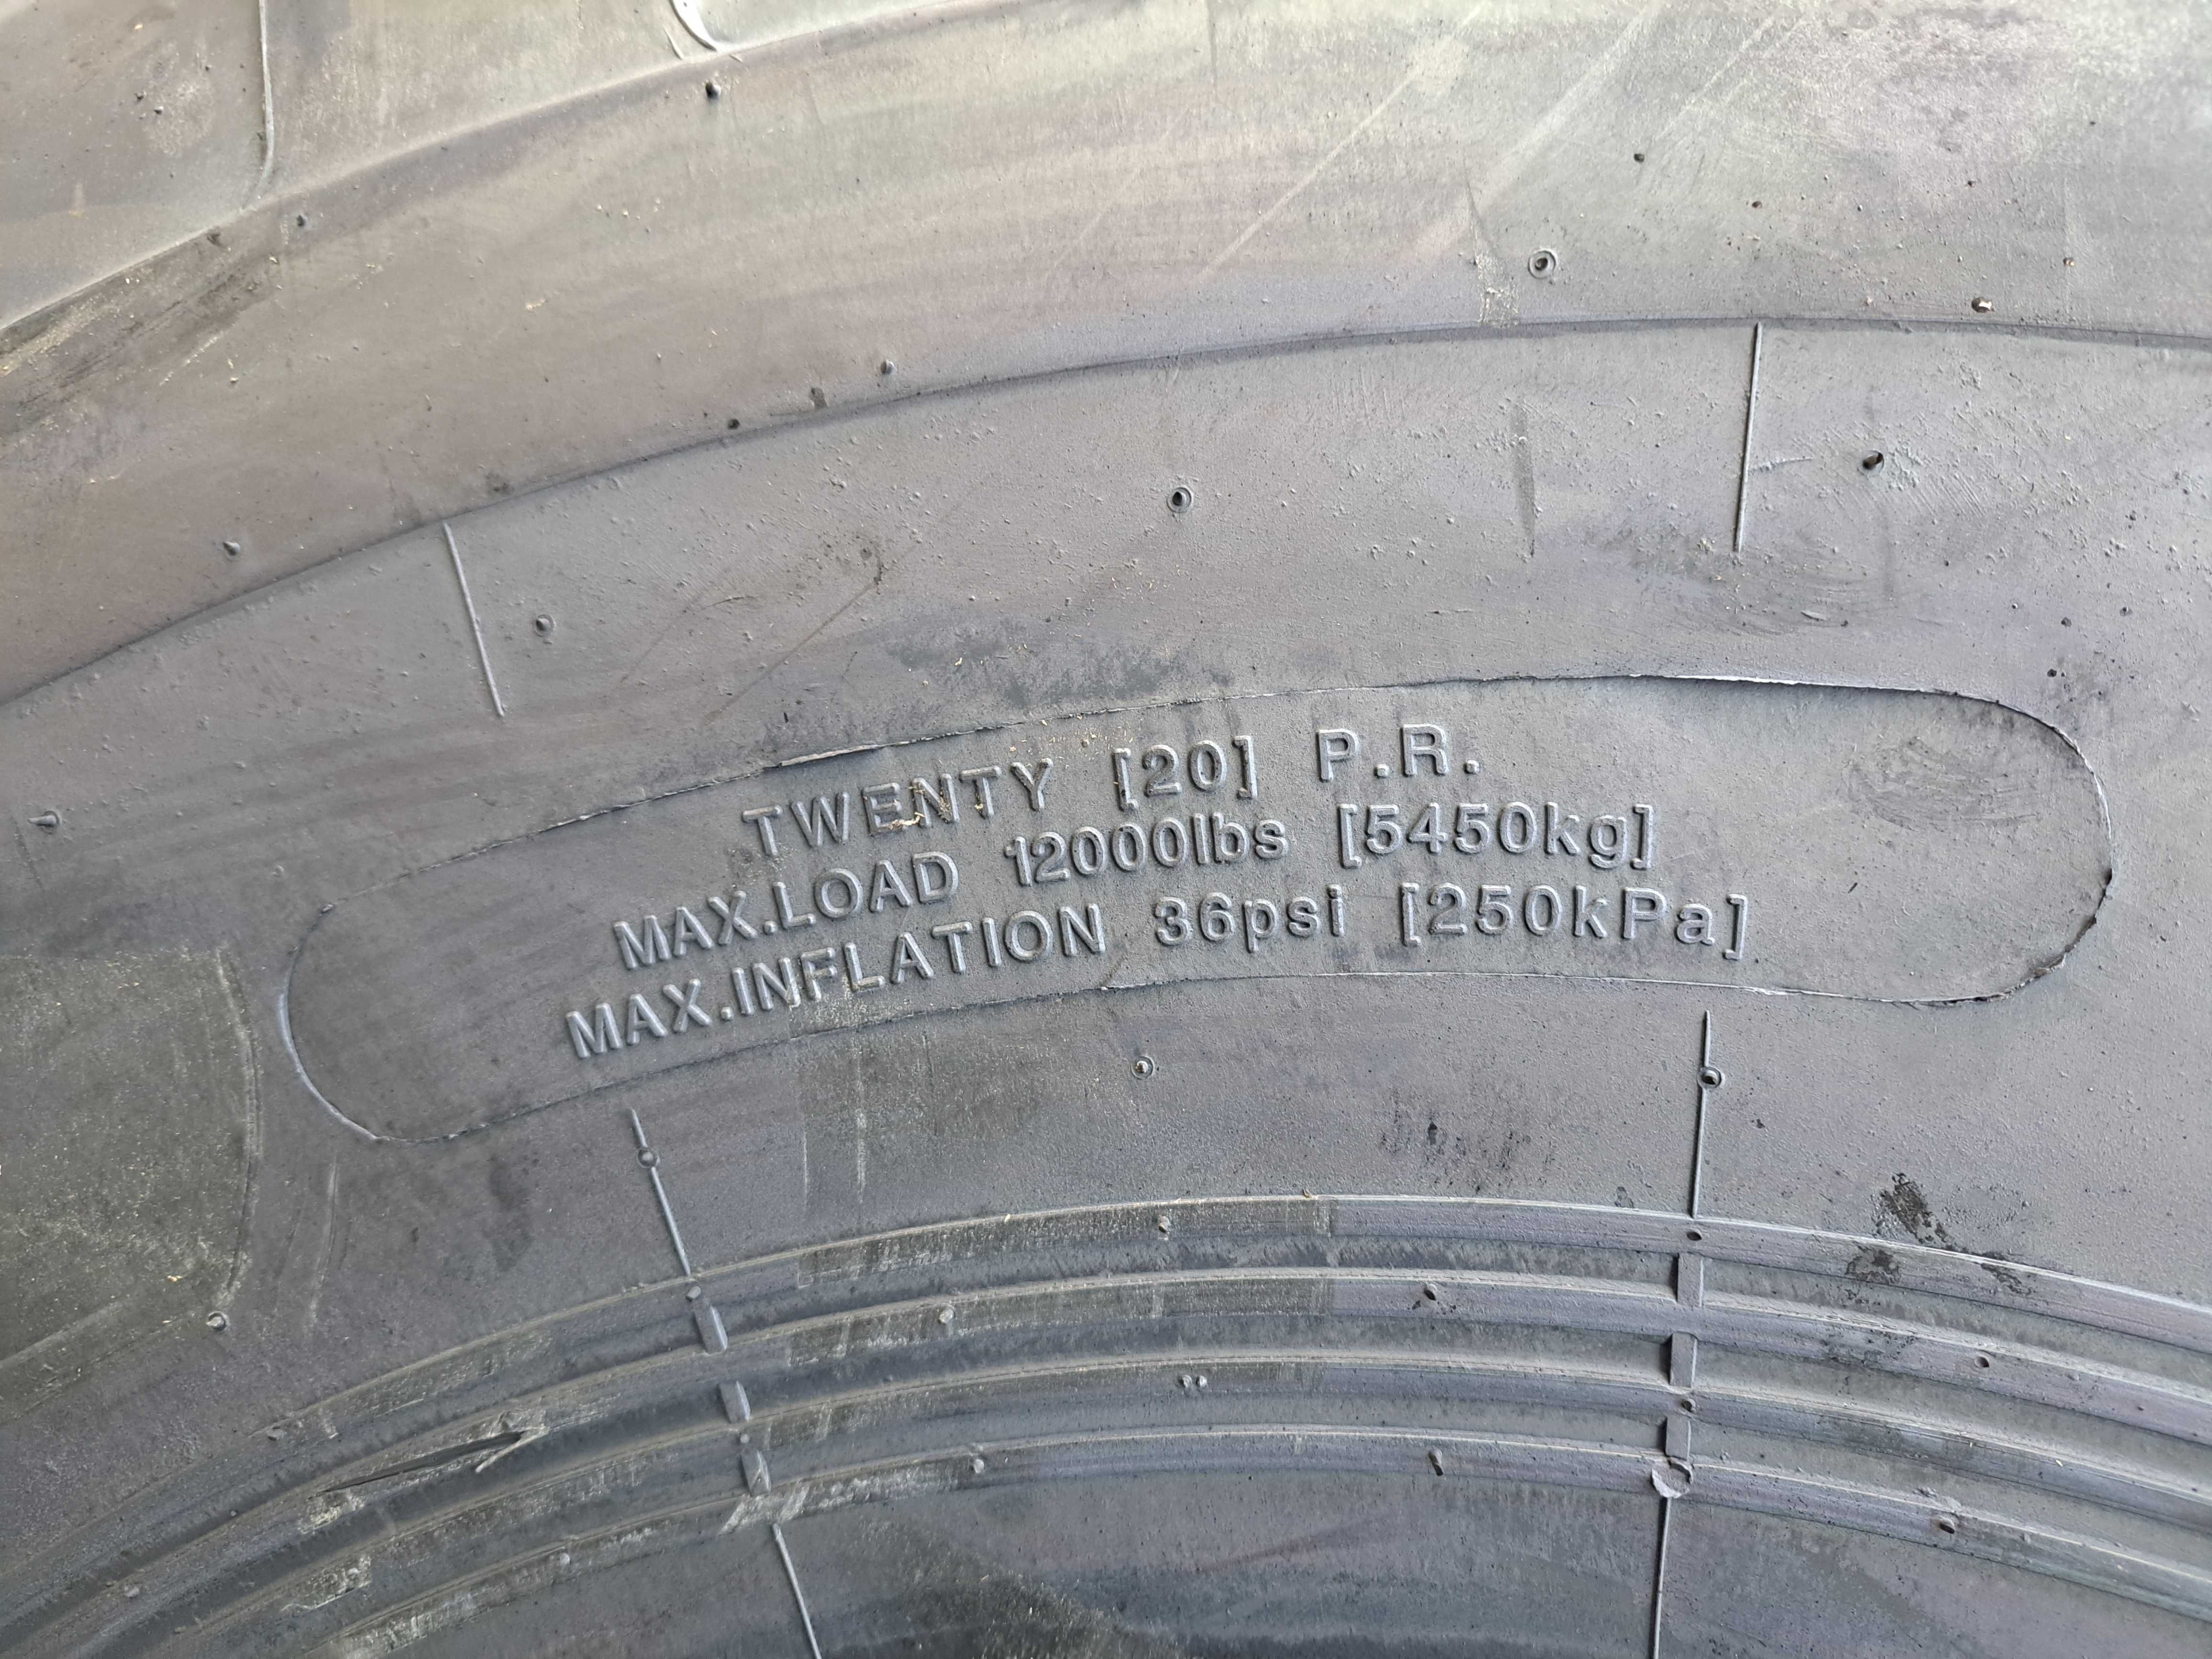 TWENTY [20] P.R.
MAX.LOAD 12000lbs [5450kg]
MAX.INFLATION 36psi [250kPa]